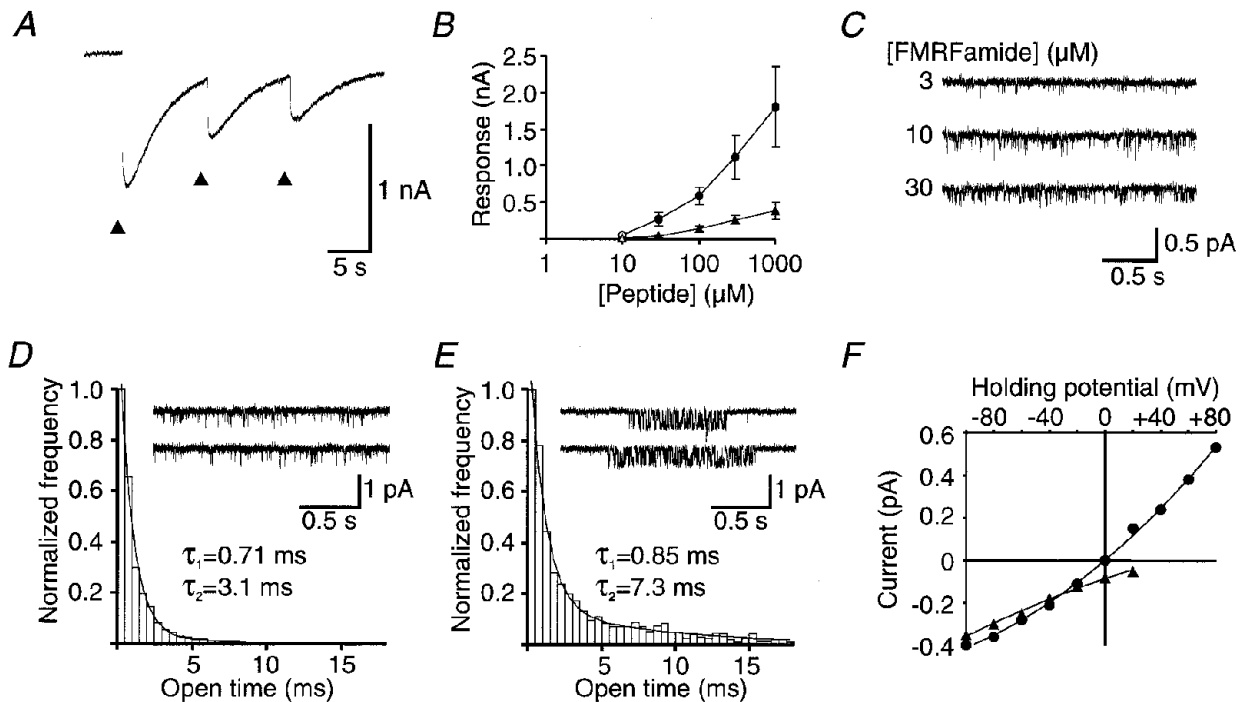 A
1 nA
5 s
B
Response (nA)
2.5
2.0
1.5
1.0
0.5
1 10 100 1000
[Peptide] (µM)
C
[FMRFamide] (µM)
3
10
30
0.5 pA
0.5 s
D
Normalized frequency
1.0
0.8
0.6
0.4
0.2
1 pA
0.5 s
τ₁=0.71 ms
τ₂=3.1 ms
5 10 15
Open time (ms)
E
Normalized frequency
1.0
0.8
0.6
0.4
0.2
1 pA
0.5 s
τ₁=0.85 ms
τ₂=7.3 ms
5 10 15
Open time (ms)
F
Holding potential (mV)
-80 -40 0 +40 +80
Current (pA)
0.6
0.4
0.2
0
-0.2
-0.4